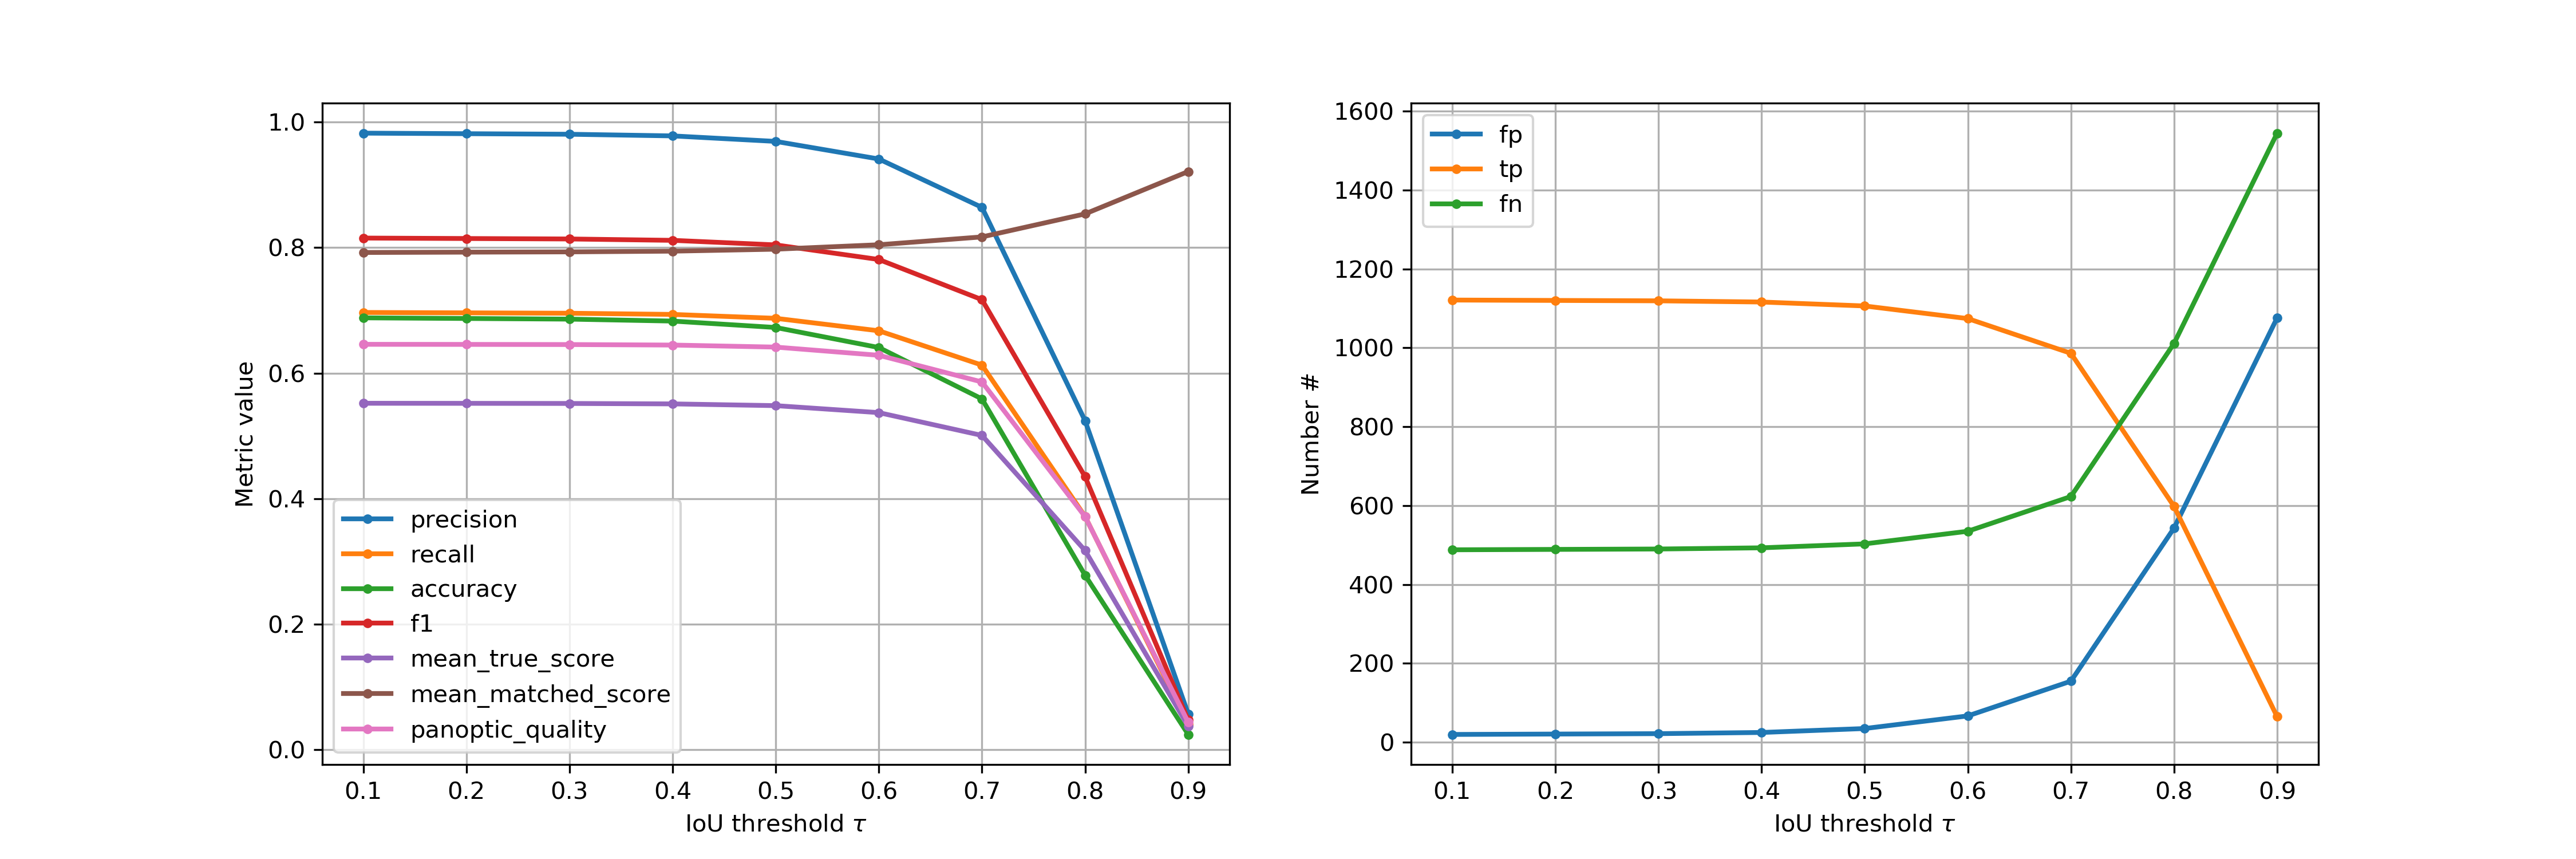 1.0
0.8
0.6
0.4
0.2
0.0
Metric value
precision
recall
accuracy
f1
mean_true_score
mean_matched_score
panoptic_quality
0.1 0.2 0.3 0.4 0.5 0.6 0.7 0.8 0.9
IoU threshold τ
1600
1400
1200
1000
800
600
400
200
0
Number #
fp
tp
fn
0.1 0.2 0.3 0.4 0.5 0.6 0.7 0.8 0.9
IoU threshold τ